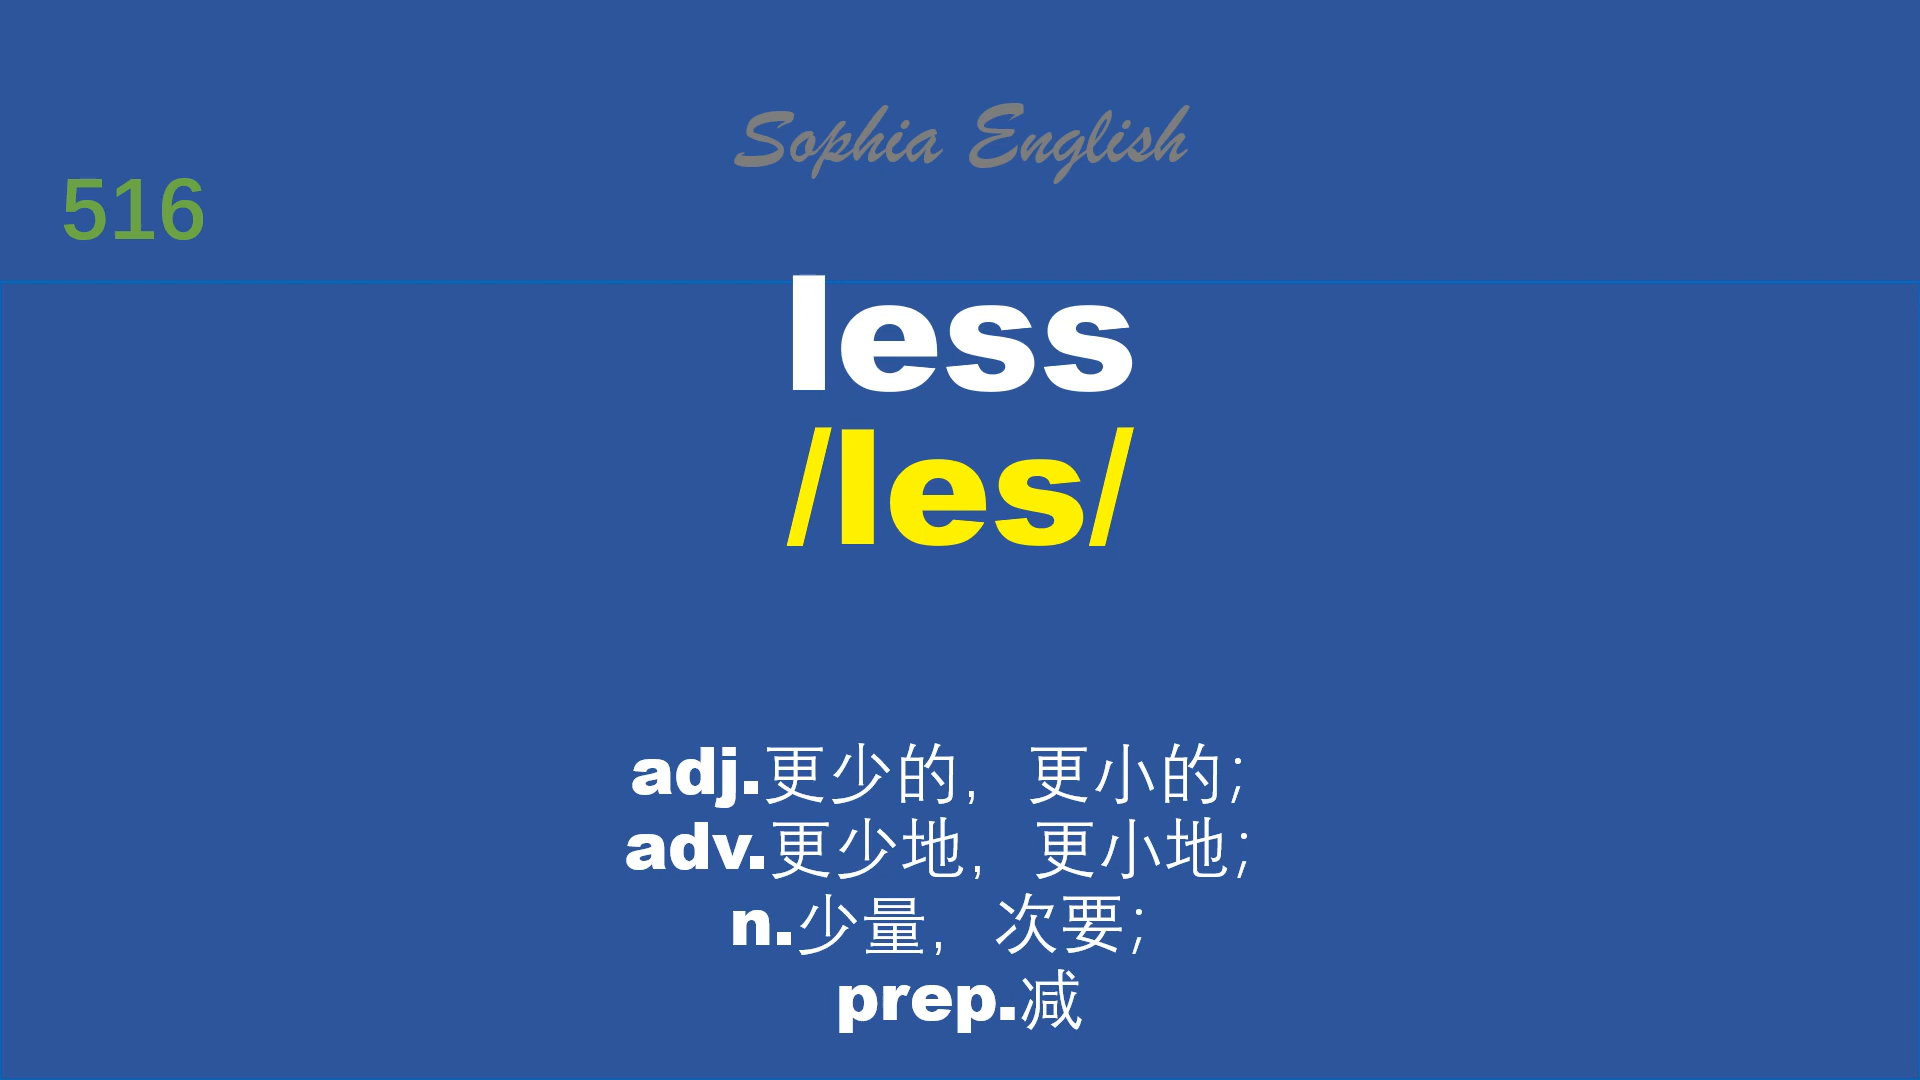 Sophia English
516
less
/les/
adj.更少的，更小的；
adv.更少地，更小地；
n.少量，次要；
prep.减